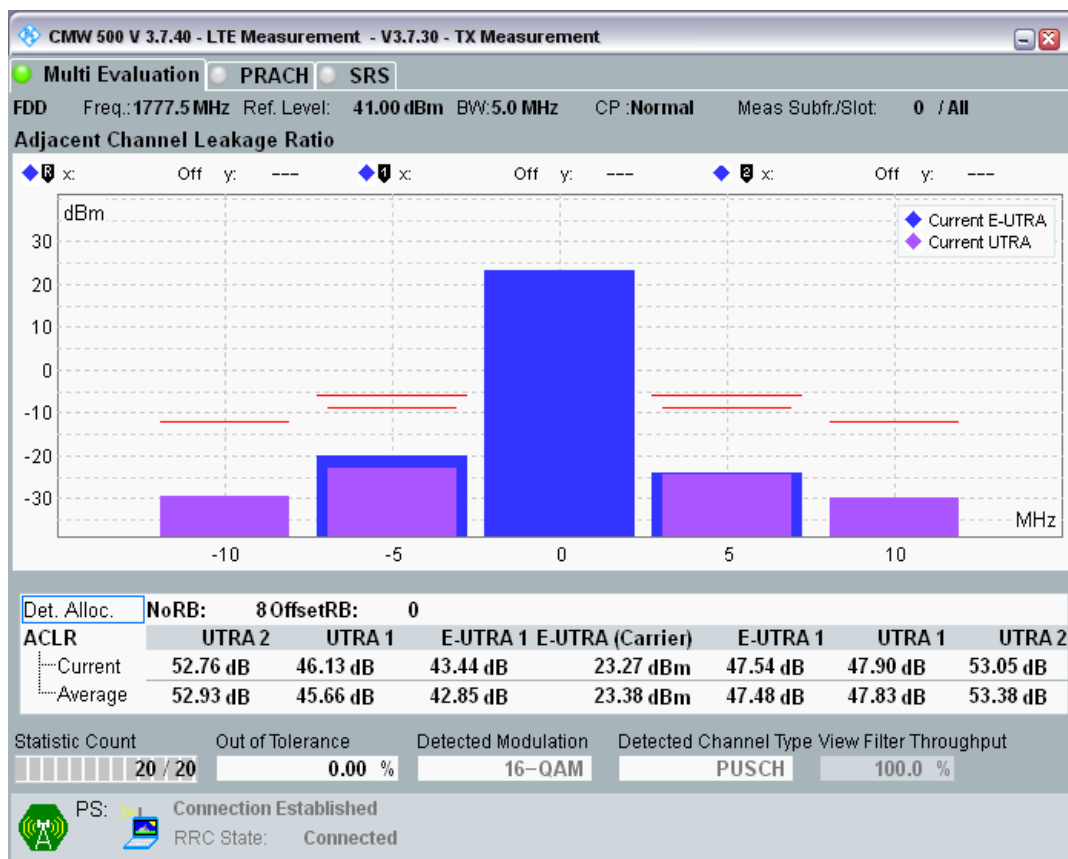 CMW 500 V 3.7.40 - LTE Measurement - V3.7.30 - TX Measurement
Multi Evaluation PRACH SRS
FDD Freq.: 1777.5 MHz Ref. Level: 41.00 dBm BW: 5.0 MHz CP : Normal Meas Subfr./Slot: 0 / All
Adjacent Channel Leakage Ratio
R x: Off y: --- 1 x: Off y: --- 2 x: Off y: ---
dBm
Current E-UTRA
Current UTRA
30
20
10
0
-10
-20
-30
MHz
-10 -5 0 5 10
Det. Alloc. NoRB: 8 OffsetRB: 0
ACLR UTRA 2 UTRA 1 E-UTRA 1 E-UTRA (Carrier) E-UTRA 1 UTRA 1 UTRA 2
Current 52.76 dB 46.13 dB 43.44 dB 23.27 dBm 47.54 dB 47.90 dB 53.05 dB
Average 52.93 dB 45.66 dB 42.85 dB 23.38 dBm 47.48 dB 47.83 dB 53.38 dB
Statistic Count Out of Tolerance Detected Modulation Detected Channel Type View Filter Throughput
20 / 20 0.00 % 16-QAM PUSCH 100.0 %
PS: Connection Established
RRC State: Connected